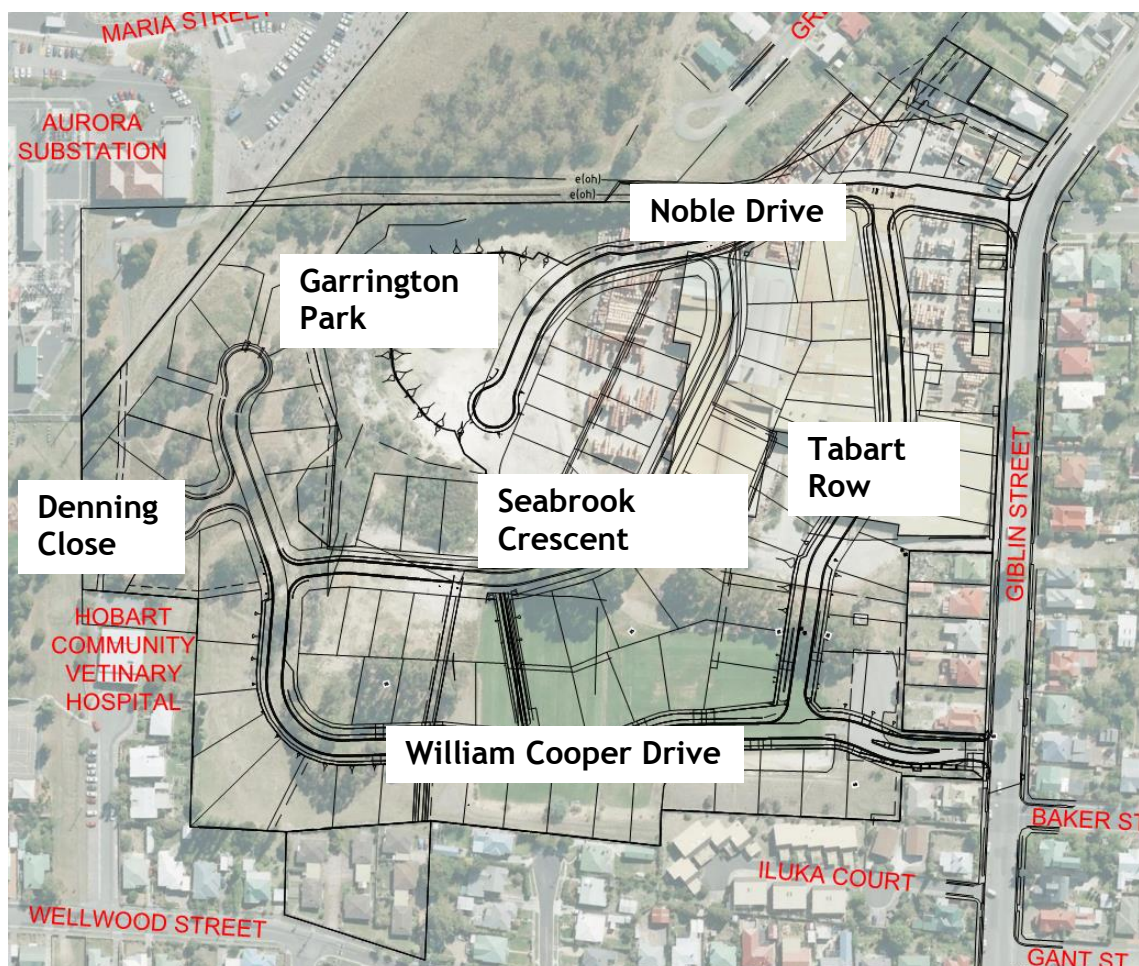 MARIA STREET
GRA
AURORA
SUBSTATION
e(oh)
e(oh)
Noble Drive
Garrington
Park
Tabart
Row
Seabrook
Crescent
Denning
Close
GIBLIN STREET
HOBART
COMMUNITY
VETINARY
HOSPITAL
William Cooper Drive
BAKER ST
ILUKA COURT
WELLWOOD STREET
GANT ST